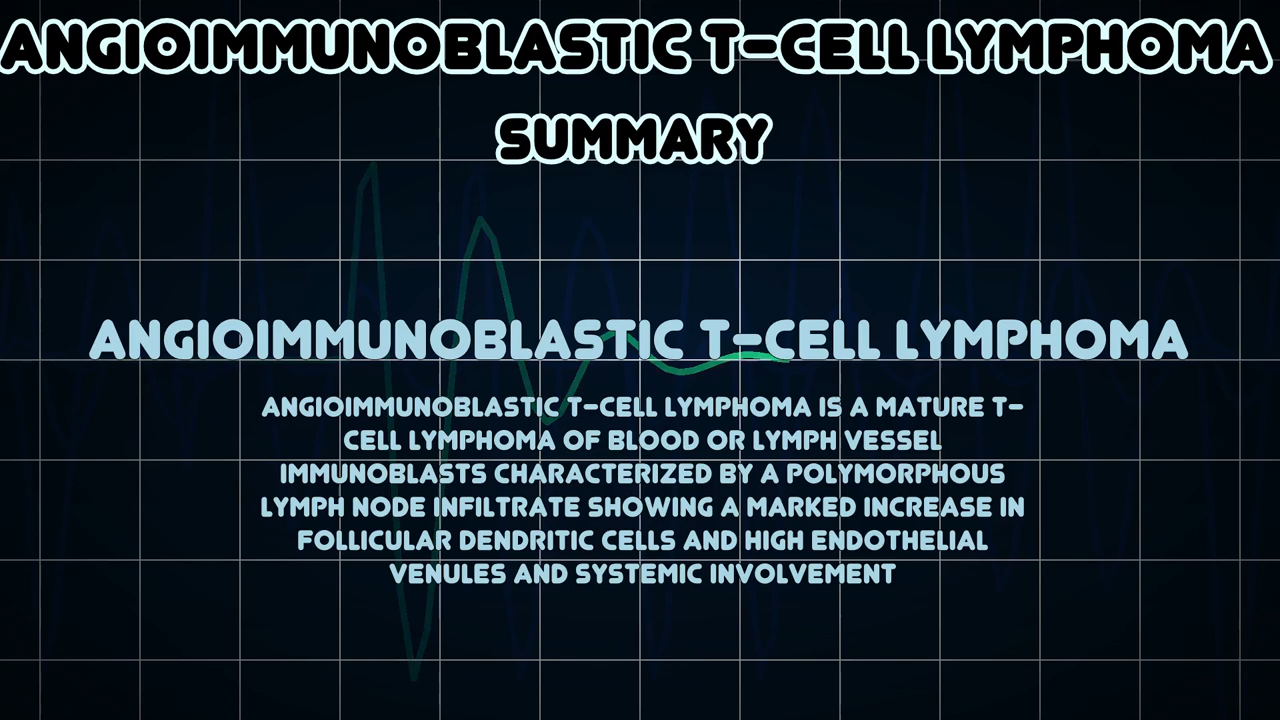 ANGIOIMMUNOBLASTIC T-CELL LYMPHOMA
SUMMARY
ANGIOIMMUNOBLASTIC T-CELL LYMPHOMA
ANGIOIMMUNOBLASTIC T-CELL LYMPHOMA IS A MATURE T-
CELL LYMPHOMA OF BLOOD OR LYMPH VESSEL
IMMUNOBLASTS CHARACTERIZED BY A POLYMORPHOUS
LYMPH NODE INFILTRATE SHOWING A MARKED INCREASE IN
FOLLICULAR DENDRITIC CELLS AND HIGH ENDOTHELIAL
VENULES AND SYSTEMIC INVOLVEMENT